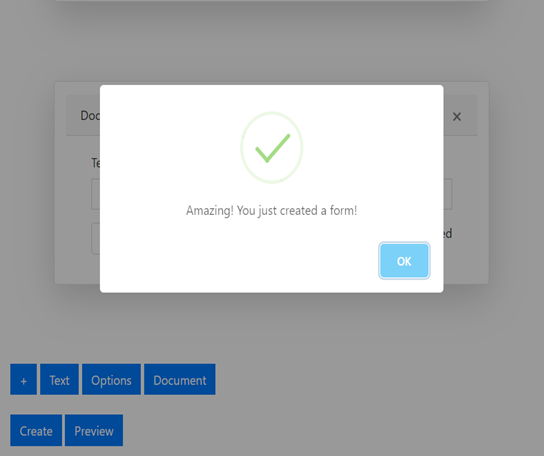 Doc
×
Te
Amazing! You just created a form!
ed
OK
+ Text Options Document
Create Preview